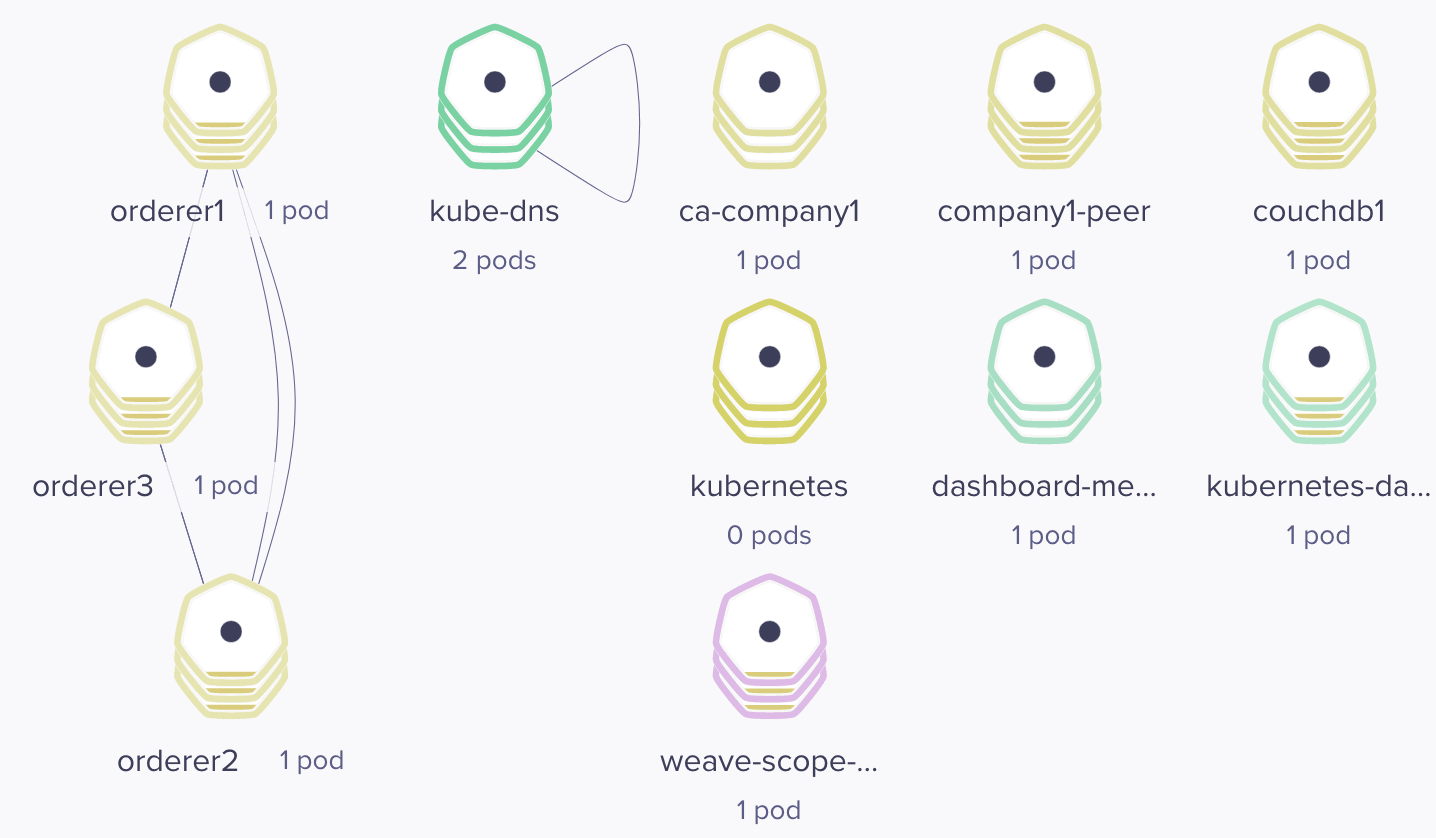 orderer1 1 pod
kube-dns
2 pods
ca-company1
1 pod
company1-peer
1 pod
couchdb1
1 pod
orderer3 1 pod
kubernetes
0 pods
dashboard-me...
1 pod
kubernetes-da...
1 pod
orderer2 1 pod
weave-scope-...
1 pod